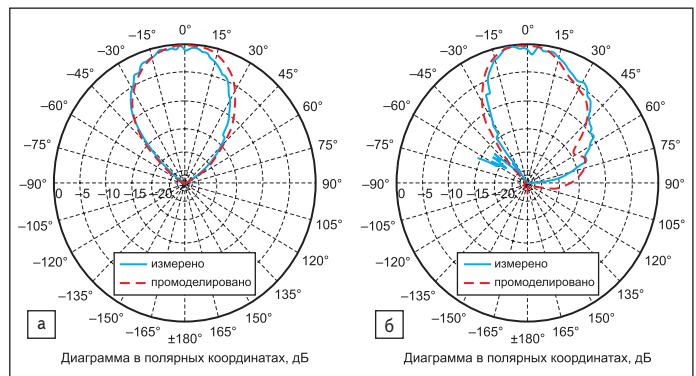 0°
–15° 15°
–30° 30°
–45° 45°
–60° 60°
–75° 75°
–90° 0 –5 –10 –15 –20 90°
–105° 105°
–120° 120°
–135° 135°
–150° 150°
–165° 165°
±180°
измерено
промоделировано
а
Диаграмма в полярных координатах, дБ
0°
–15° 15°
–30° 30°
–45° 45°
–60° 60°
–75° 75°
–90° 0 –5 –10 –15 –20 90°
–105° 105°
–120° 120°
–135° 135°
–150° 150°
–165° 165°
±180°
измерено
промоделировано
б
Диаграмма в полярных координатах, дБ